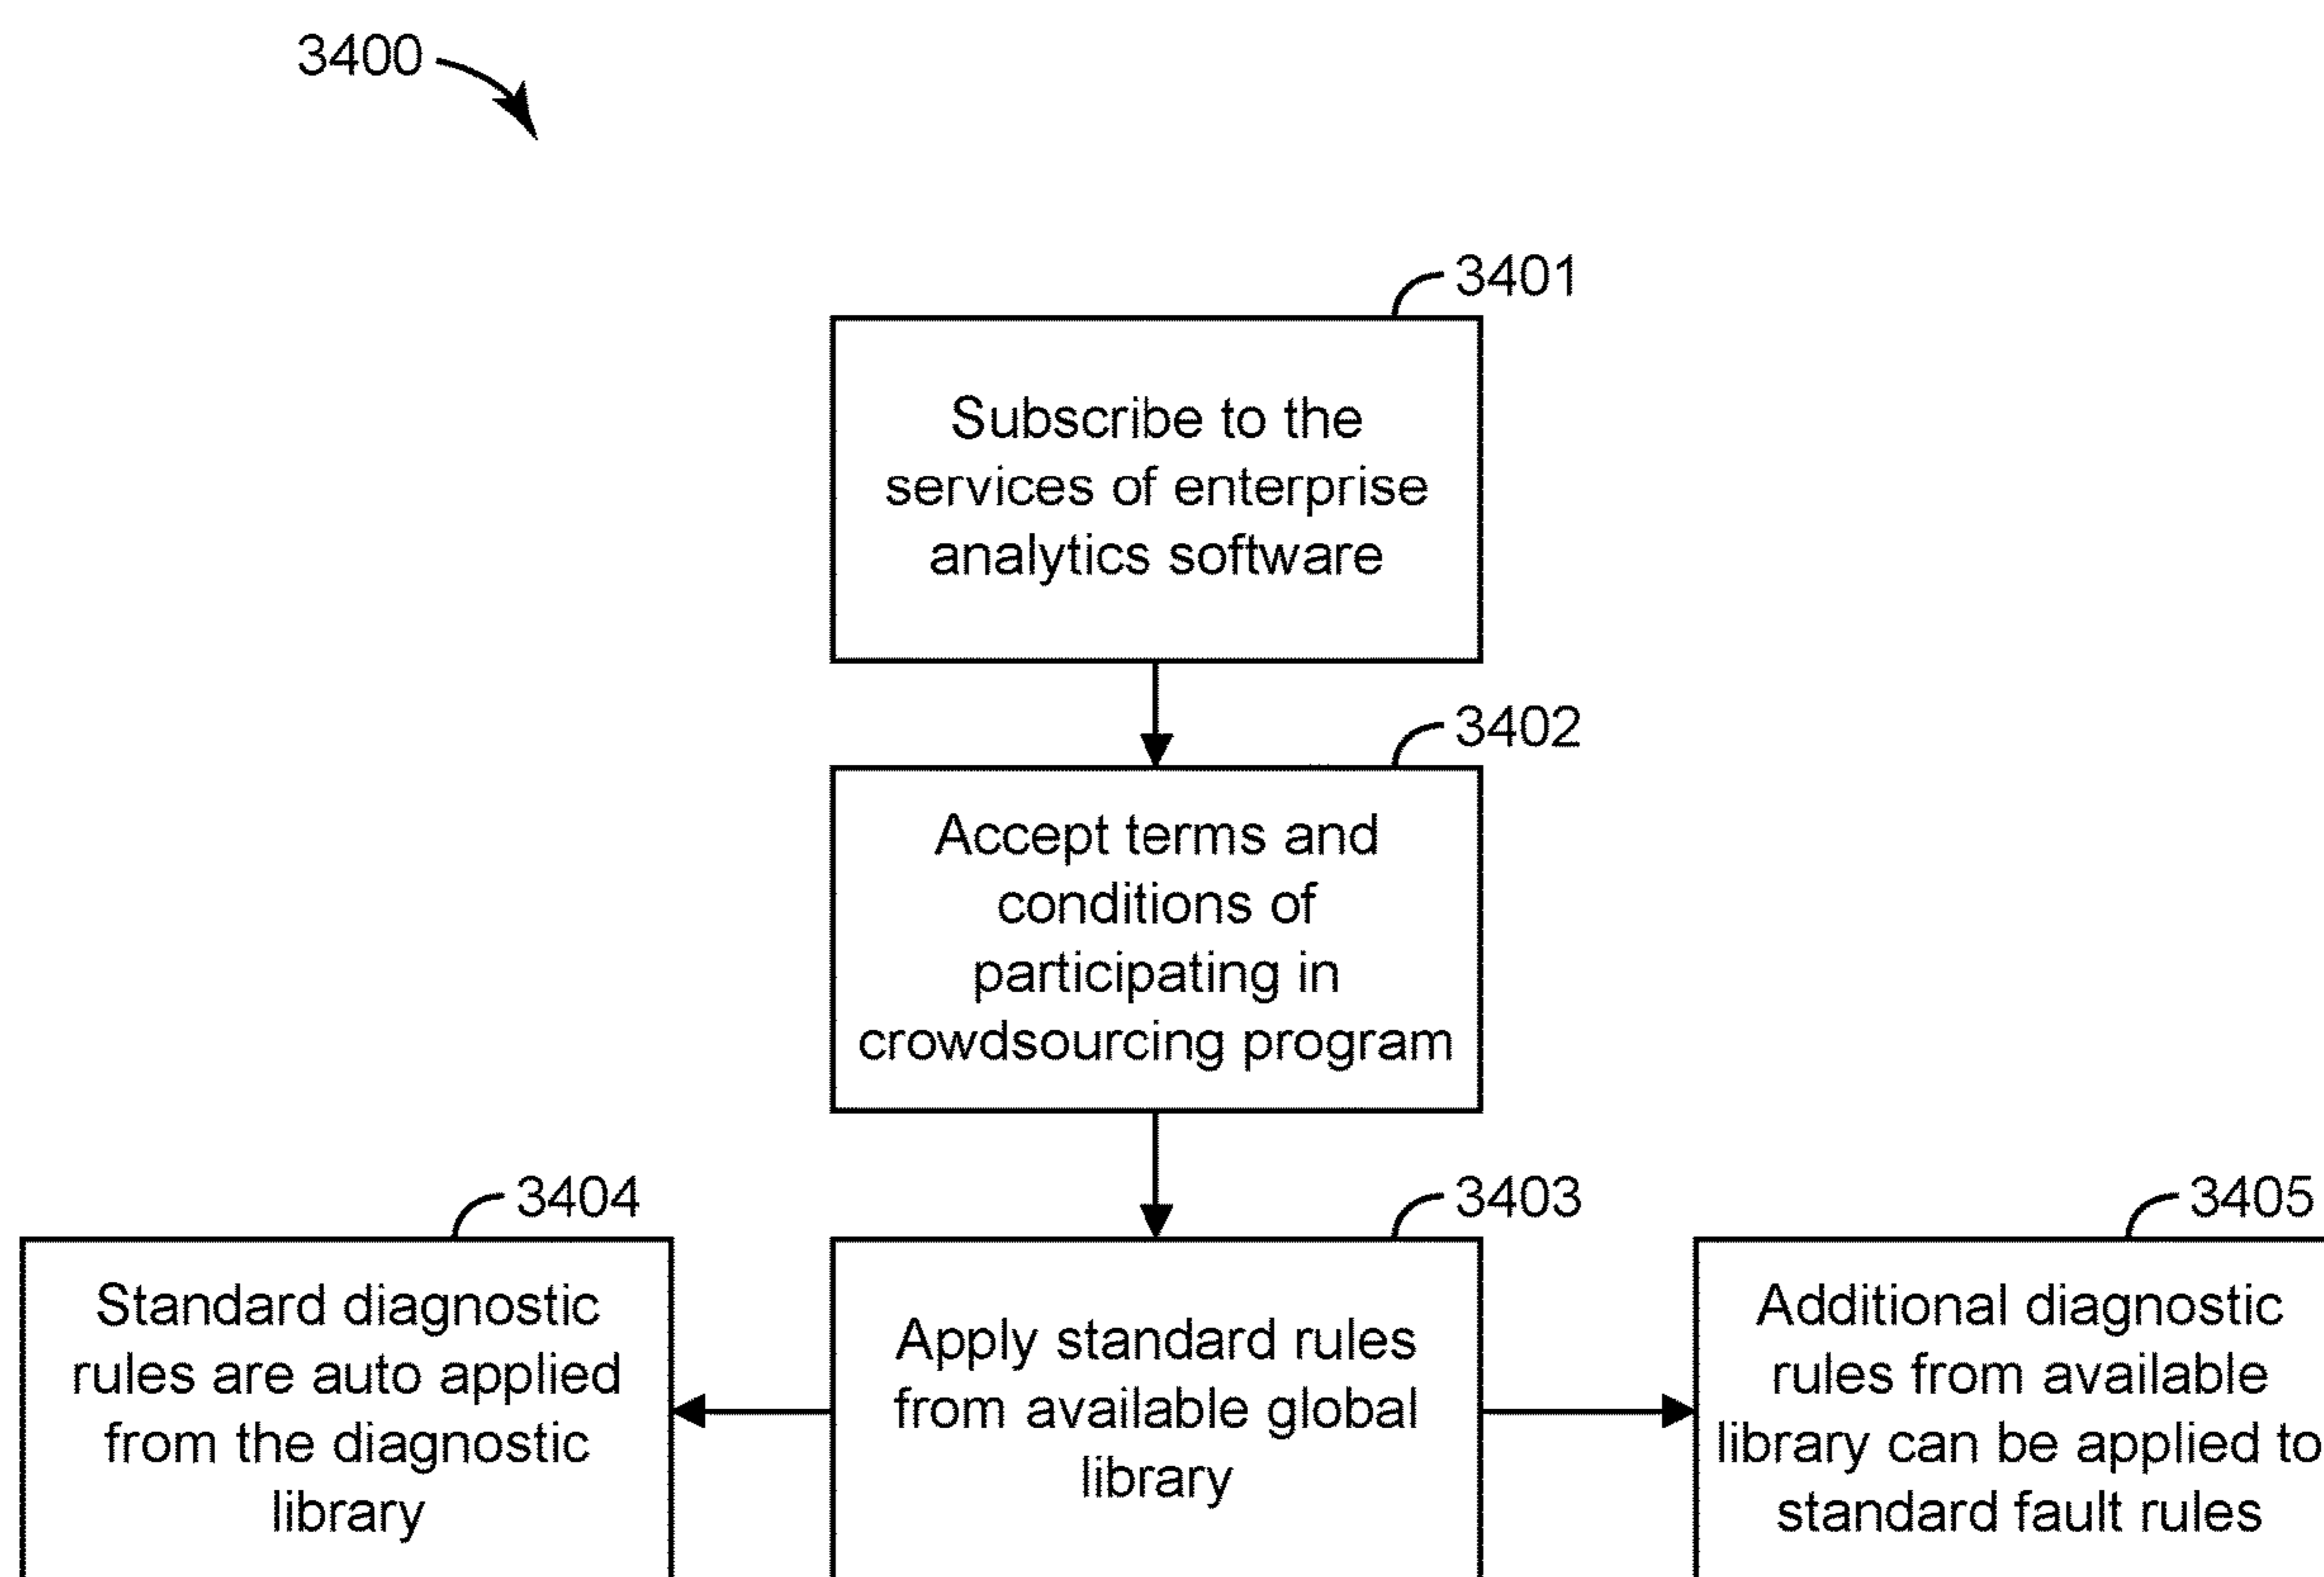 3400
3401
Subscribe to the
services of enterprise
analytics software
3402
Accept terms and
conditions of
participating in
crowdsourcing program
3404
Standard diagnostic
rules are auto applied
from the diagnostic
library
3403
Apply standard rules
from available global
library
3405
Additional diagnostic
rules from available
library can be applied to
standard fault rules